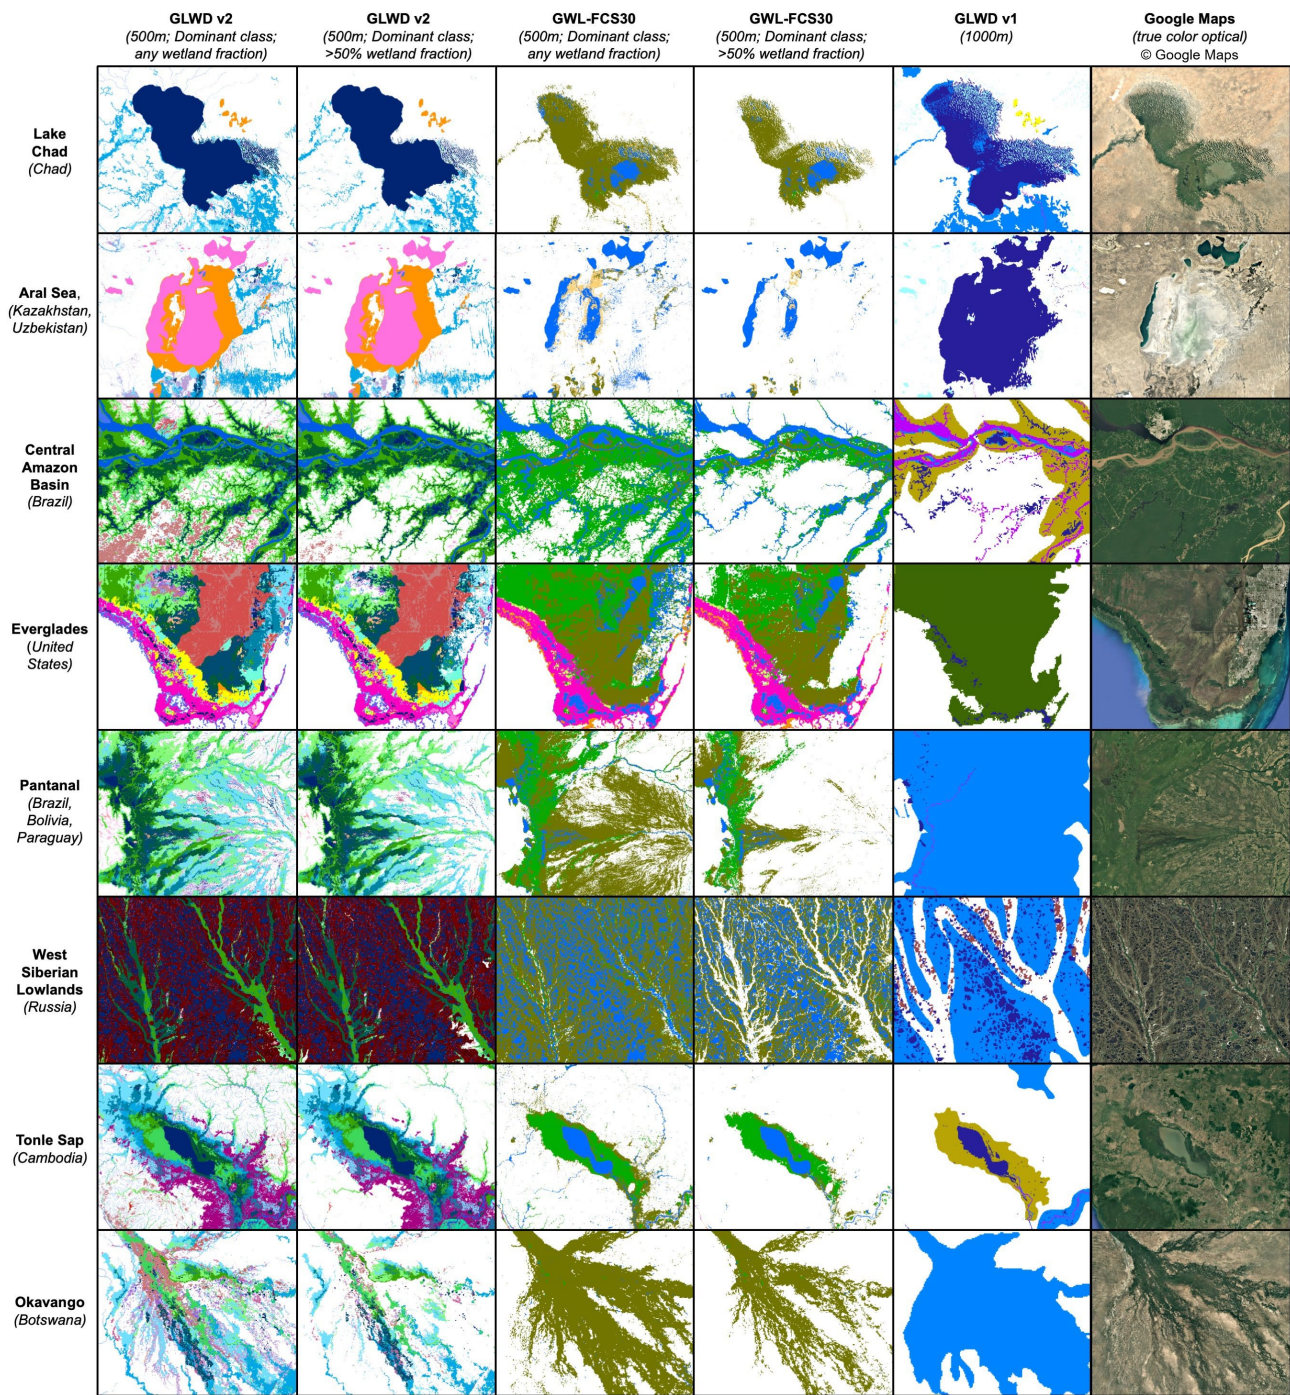 GLWD v2
(500m; Dominant class;
any wetland fraction)
GLWD v2
(500m; Dominant class;
>50% wetland fraction)
GWL-FCS30
(500m; Dominant class;
any wetland fraction)
GWL-FCS30
(500m; Dominant class;
>50% wetland fraction)
GLWD v1
(1000m)
Google Maps
(true color optical)
© Google Maps
Lake
Chad
(Chad)
Aral Sea,
(Kazakhstan,
Uzbekistan)
Central
Amazon
Basin
(Brazil)
Everglades
(United
States)
Pantanal
(Brazil,
Bolivia,
Paraguay)
West
Siberian
Lowlands
(Russia)
Tonle Sap
(Cambodia)
Okavango
(Botswana)